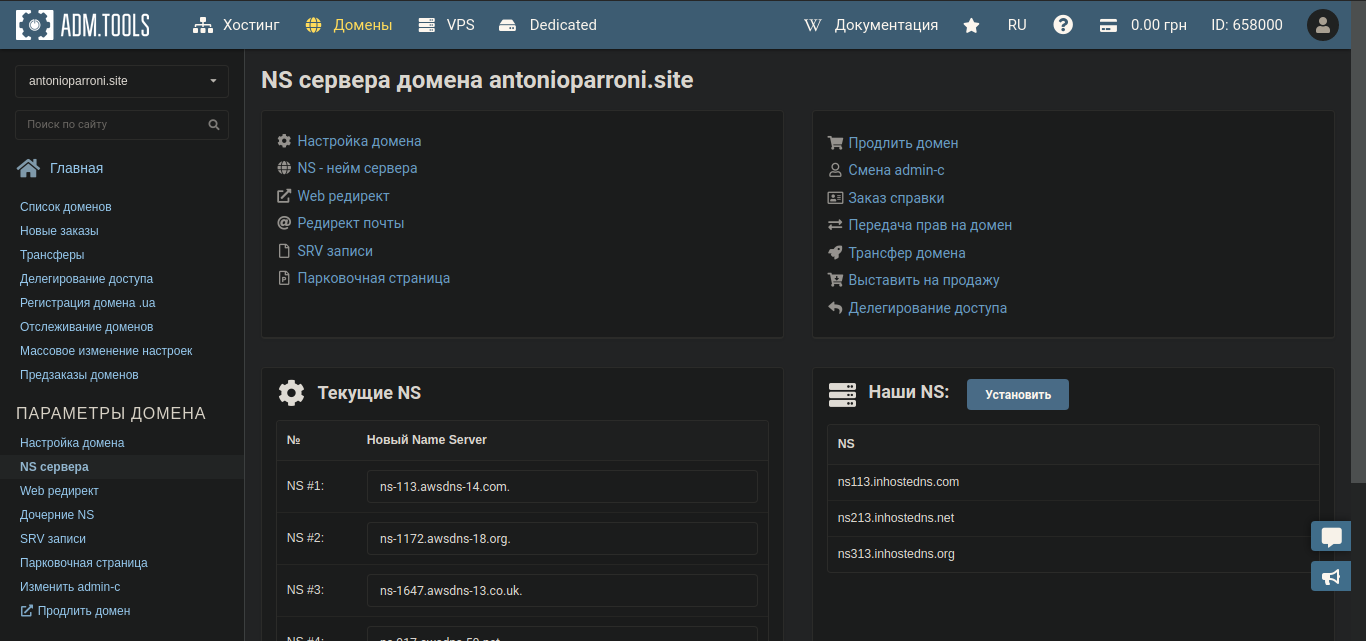 ADM.TOOLS
Хостинг
Домены
VPS
Dedicated
W Документация
RU
0.00 грн
ID: 658000
antonioparroni.site
Поиск по сайту
Главная
Список доменов
Новые заказы
Трансферы
Делегирование доступа
Регистрация домена .ua
Отслеживание доменов
Массовое изменение настроек
Предзаказы доменов
ПАРАМЕТРЫ ДОМЕНА
Настройка домена
NS сервера
Web редирект
Дочерние NS
SRV записи
Парковочная страница
Изменить admin-c
Продлить домен
NS сервера домена antonioparroni.site
Настройка домена
NS - нейм сервера
Web редирект
Редирект почты
SRV записи
Парковочная страница
Продлить домен
Смена admin-c
Заказ справки
Передача прав на домен
Трансфер домена
Выставить на продажу
Делегирование доступа
Текущие NS
№ Новый Name Server
NS #1: ns-113.awsdns-14.com.
NS #2: ns-1172.awsdns-18.org.
NS #3: ns-1647.awsdns-13.co.uk.
NS #4:
Наши NS:
Установить
NS
ns113.inhostedns.com
ns213.inhostedns.net
ns313.inhostedns.org